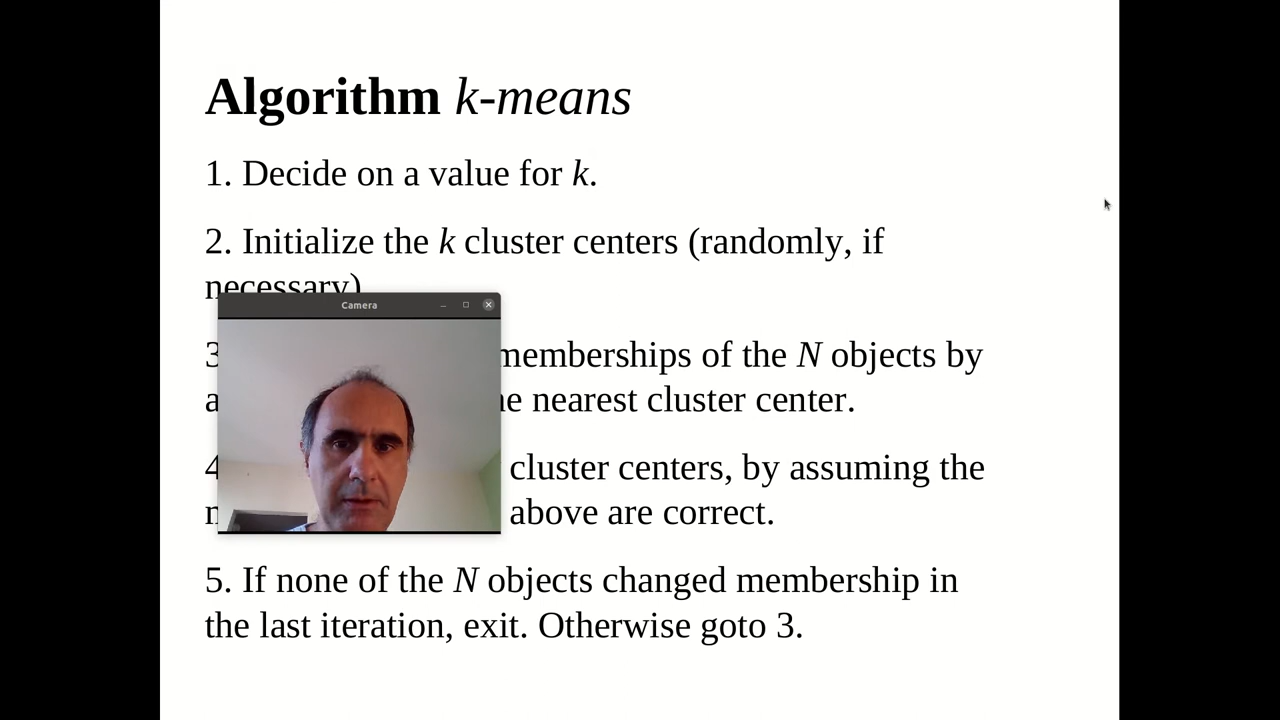 Algorithm k-means
1. Decide on a value for k.
2. Initialize the k cluster centers (randomly, if
necessary)
Camera
3 memberships of the N objects by
nearest cluster center.
4 cluster centers, by assuming the
above are correct.
5. If none of the N objects changed membership in
the last iteration, exit. Otherwise goto 3.